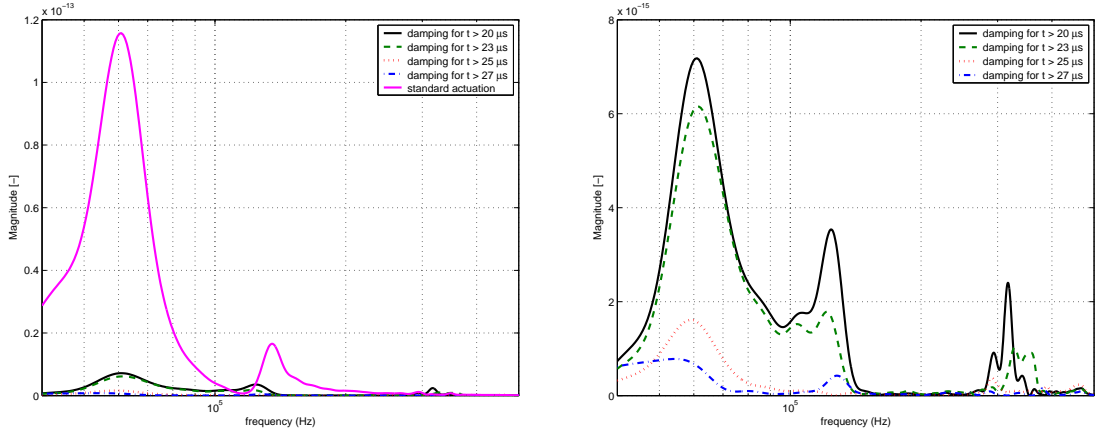 x 10⁻¹³
1.2
1
0.8
0.6
0.4
0.2
0
Magnitude [−]
10⁵
frequency (Hz)
damping for t > 20 μs
damping for t > 23 μs
damping for t > 25 μs
damping for t > 27 μs
standard actuation
x 10⁻¹⁵
8
6
4
2
0
Magnitude [−]
10⁵
frequency (Hz)
damping for t > 20 μs
damping for t > 23 μs
damping for t > 25 μs
damping for t > 27 μs